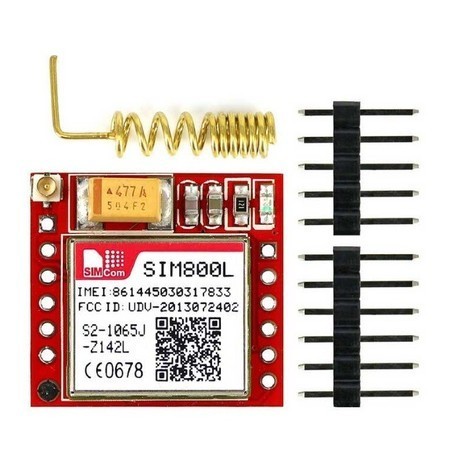 477A
504F2
SIM800L
SIMCom
IMEI:861445030317833
FCC ID: UDV-2013072402
S2-1065J
-Z142L
CE0678